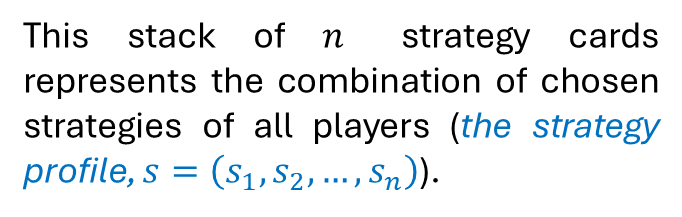 This stack of n strategy cards
represents the combination of chosen
strategies of all players (the strategy
profile, s = (s₁, s₂, …, sₙ)).